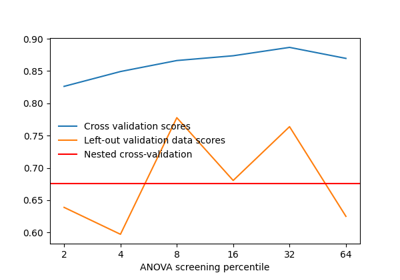 0.90
0.85
0.80
0.75
0.70
0.65
0.60
Cross validation scores
Left-out validation data scores
Nested cross-validation
2 4 8 16 32 64
ANOVA screening percentile